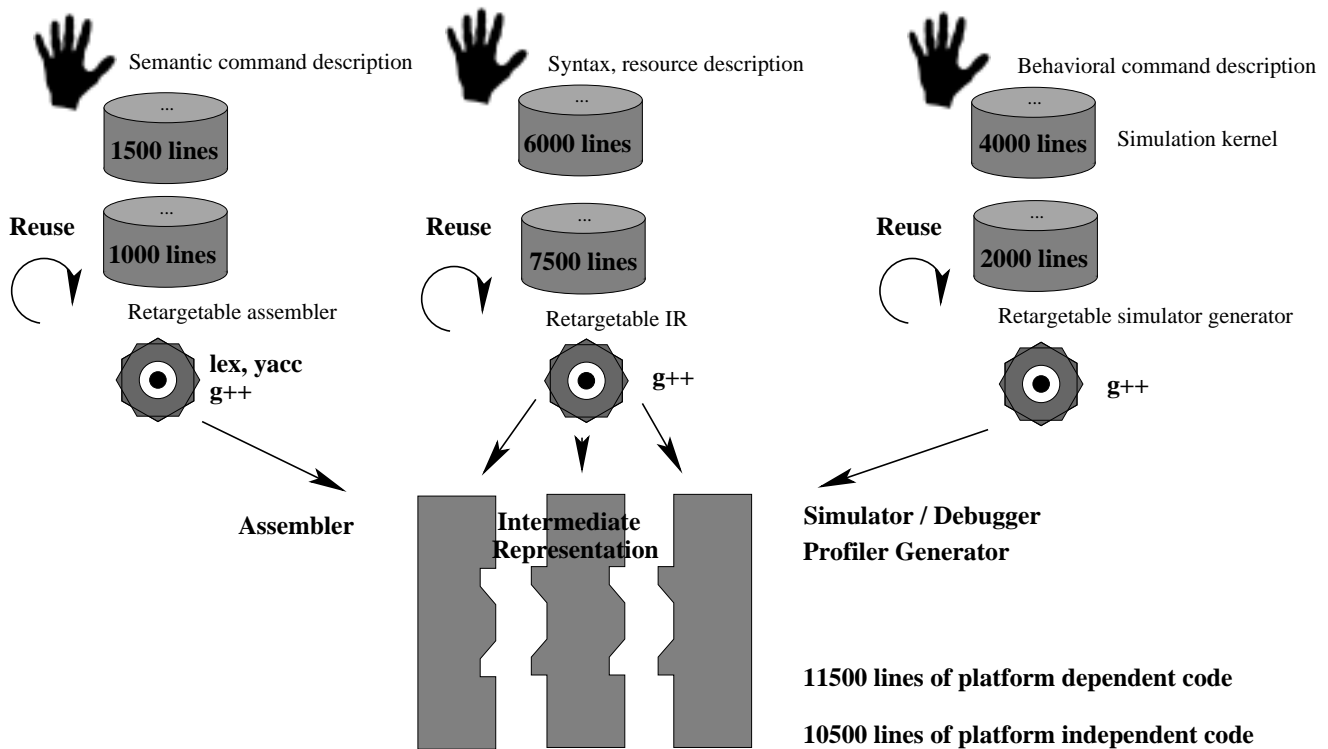 Semantic command description
...
1500 lines
Reuse
...
1000 lines
Retargetable assembler
lex, yacc
g++
Assembler
Syntax, resource description
...
6000 lines
Reuse
...
7500 lines
Retargetable IR
g++
Intermediate
Representation
Behavioral command description
...
4000 lines
Simulation kernel
Reuse
...
2000 lines
Retargetable simulator generator
g++
Simulator / Debugger
Profiler Generator
11500 lines of platform dependent code
10500 lines of platform independent code